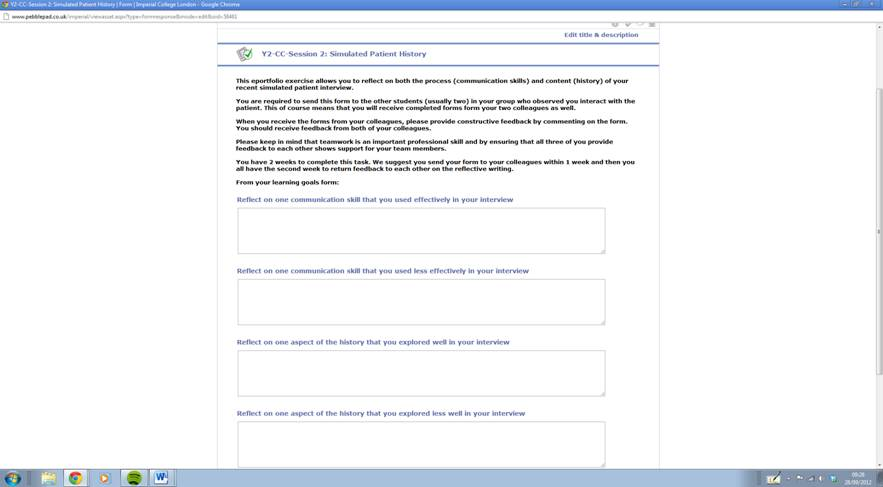 Y2-CC-Session 2: Simulated Patient History | Form | Imperial College London - Google Chrome
Edit title & description
Y2-CC-Session 2: Simulated Patient History
This eportfolio exercise allows you to reflect on both the process (communication skills) and content (history) of your
recent simulated patient interview.
You are required to send this form to the other students (usually two) in your group who observed you interact with the
patient. This of course means that you will receive completed forms form your two colleagues as well.
When you receive the forms from your colleagues, please provide constructive feedback by commenting on the form.
You should receive feedback from both of your colleagues.
Please keep in mind that teamwork is an important professional skill and by ensuring that all three of you provide
feedback to each other shows support for your team members.
You have 2 weeks to complete this task. We suggest you send your form to your colleagues within 1 week and then you
all have the second week to return feedback to each other on the reflective writing.
From your learning goals form:
Reflect on one communication skill that you used effectively in your interview
Reflect on one communication skill that you used less effectively in your interview
Reflect on one aspect of the history that you explored well in your interview
Reflect on one aspect of the history that you explored less well in your interview
09:28
28/09/2012